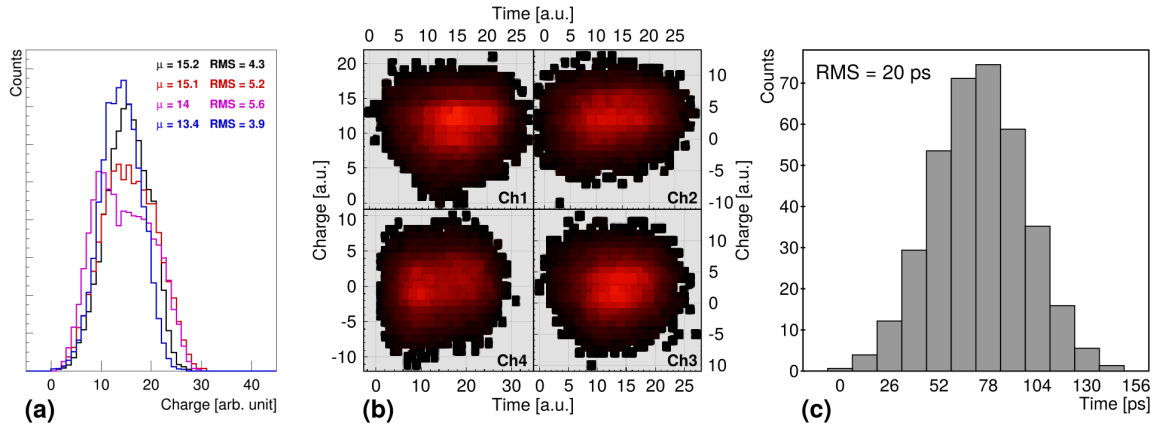 Counts
μ = 15.2 RMS = 4.3
μ = 15.1 RMS = 5.2
μ = 14 RMS = 5.6
μ = 13.4 RMS = 3.9
0 10 20 30 40
Charge [arb. unit]
(a)
Time [a.u.]
0 5 10 15 20 25 0 5 10 15 20 25
Charge [a.u.]
20
15
10
5
0
10
5
0
-5
-10
Ch1
Ch2
10
5
0
-5
-10
Charge [a.u.]
10
5
0
-5
-10
Ch4
Ch3
0 5 10 15 20 25 30 0 5 10 15 20 25
Time [a.u.]
(b)
Counts
RMS = 20 ps
70
60
50
40
30
20
10
0
0 26 52 78 104 130 156
Time [ps]
(c)